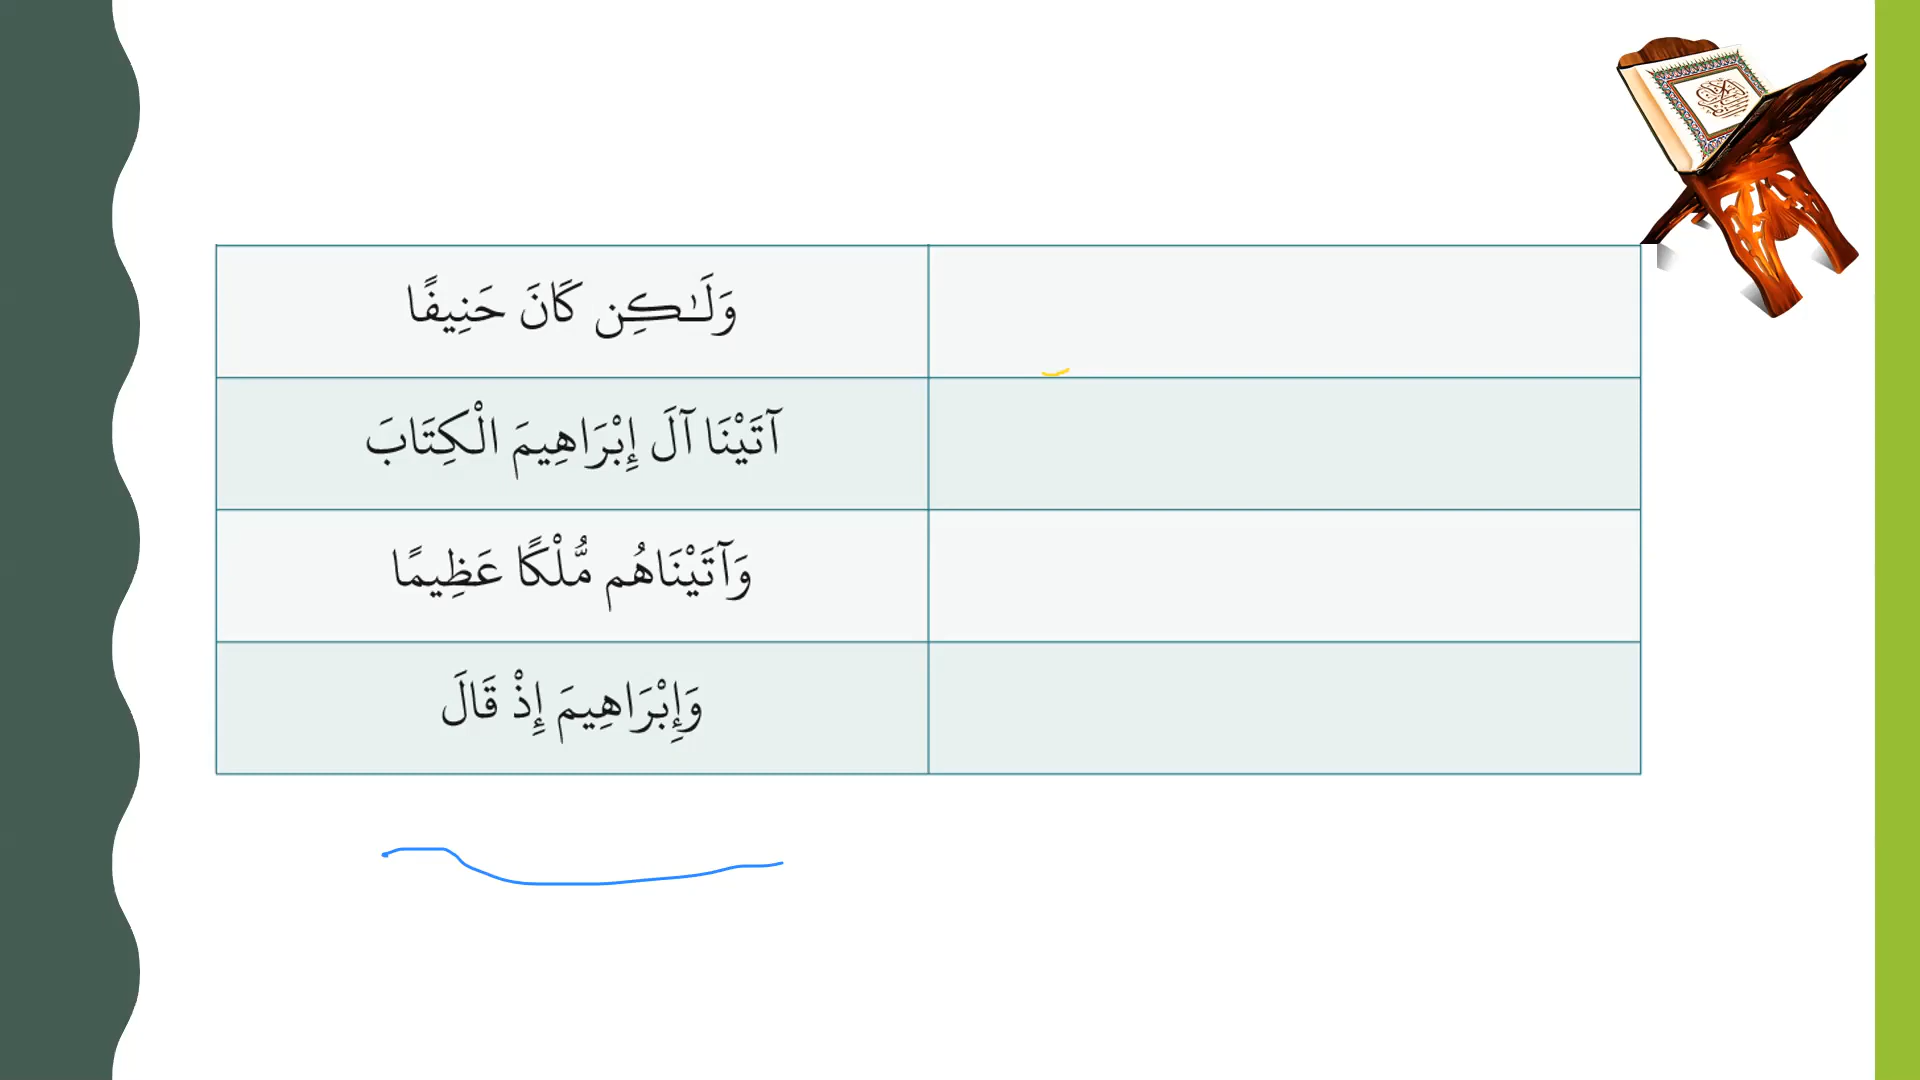 وَلَـٰكِن كَانَ حَنِيفًا
آتَيْنَا آلَ إِبْرَاهِيمَ الْكِتَابَ
وَآتَيْنَاهُم مُّلْكًا عَظِيمًا
وَإِبْرَاهِيمَ إِذْ قَالَ